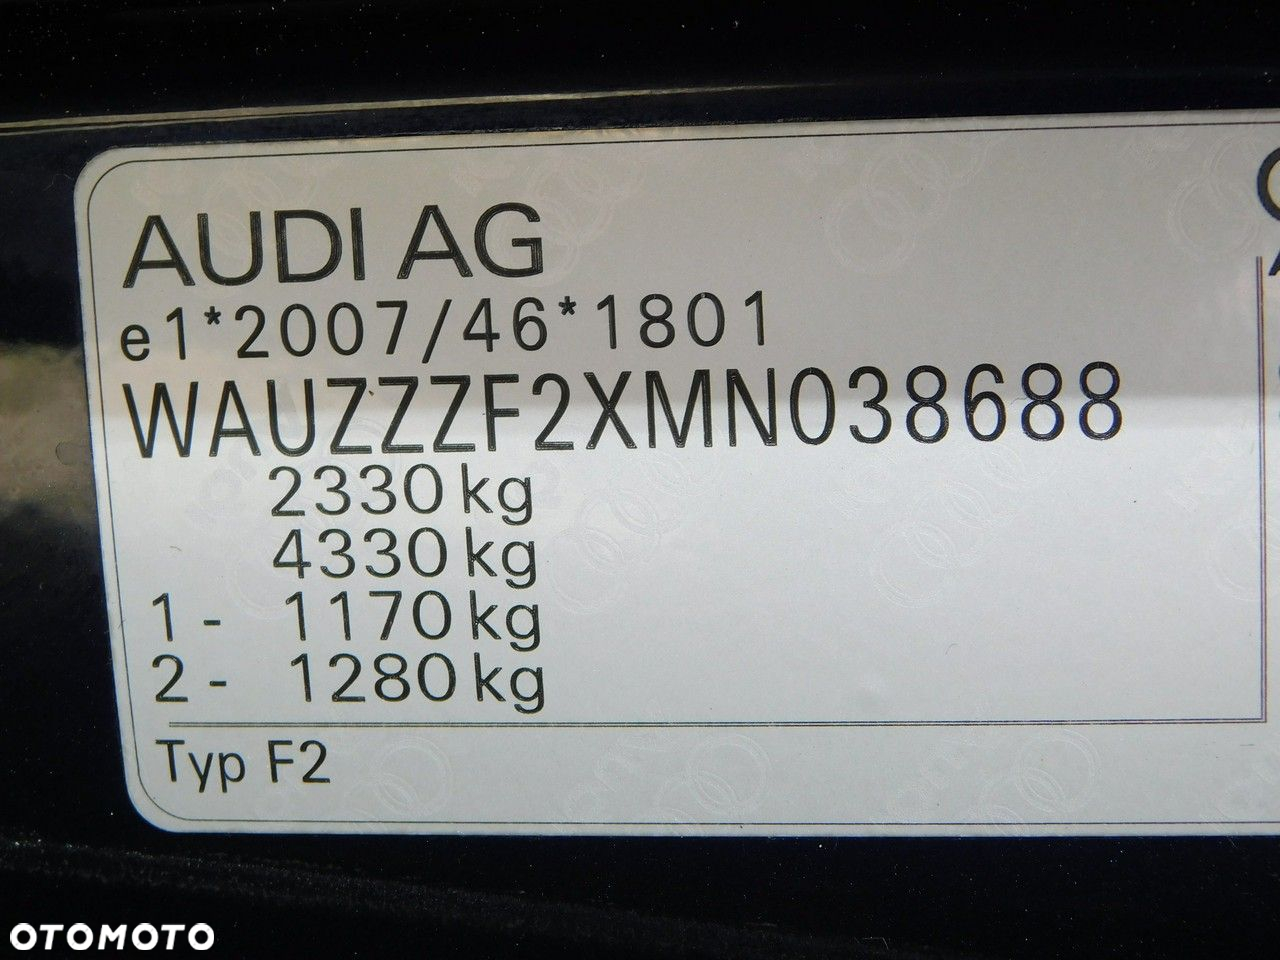 AUDI AG
e1*2007/46*1801
WAUZZZF2XMN038688
2330 kg
4330 kg
1 - 1170 kg
2 - 1280 kg
Typ F2
OTOMOTO